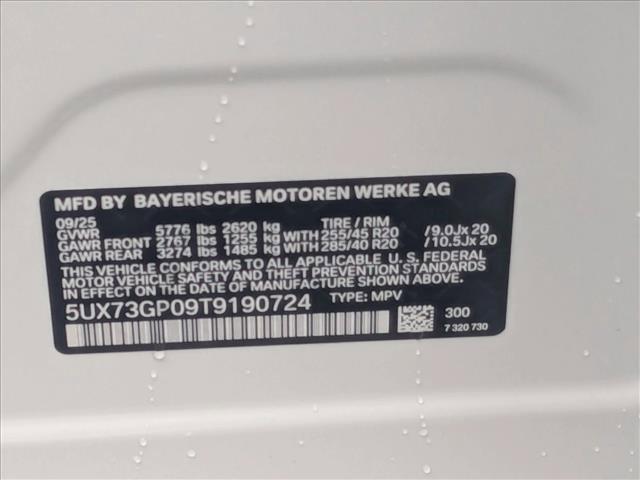 MFD BY BAYERISCHE MOTOREN WERKE AG
09/25
GVWR 5776 lbs 2620 kg TIRE / RIM
GAWR FRONT 2767 lbs 1255 kg WITH 255/45 R20 /9.0Jx 20
GAWR REAR 3274 lbs 1485 kg WITH 285/40 R20 /10.5Jx 20
THIS VEHICLE CONFORMS TO ALL APPLICABLE U. S. FEDERAL
MOTOR VEHICLE SAFETY, BUMPER, AND THEFT PREVENTION
STANDARDS IN EFFECT ON THE DATE OF MANUFACTURE SHOWN ABOVE.
5UX73GP09T9190724 TYPE: MPV
300
7 320 730